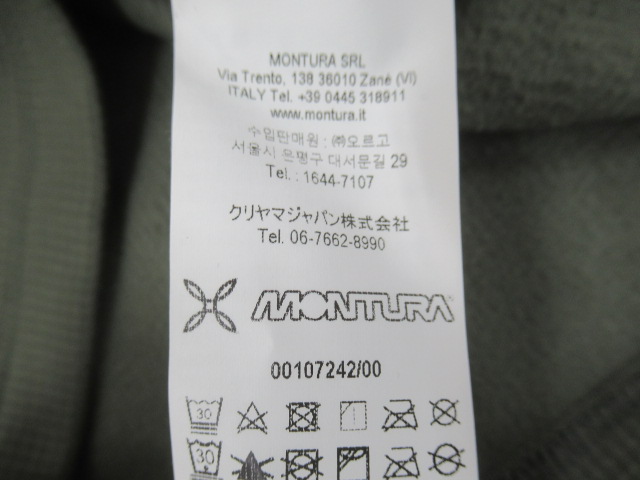 MONTURA SRL
Via Trento, 138 36010 Zanè (VI)
ITALY Tel. +39 0445 318911
www.montura.it
수입판매원 : ㈜오르고
서울시 은평구 대서문길 29
Tel. : 1644-7107
クリヤマジャパン株式会社
Tel. 06-7662-8990
MONTURA
00107242/00
30
30